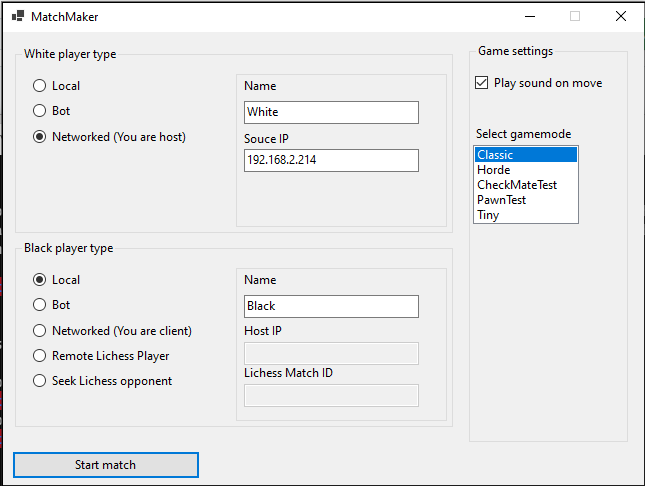 MatchMaker
White player type
Local
Bot
Networked (You are host)
Name
White
Souce IP
192.168.2.214
Game settings
Play sound on move
Select gamemode
Classic
Horde
CheckMateTest
PawnTest
Tiny
Black player type
Local
Bot
Networked (You are client)
Remote Lichess Player
Seek Lichess opponent
Name
Black
Host IP
Lichess Match ID
Start match